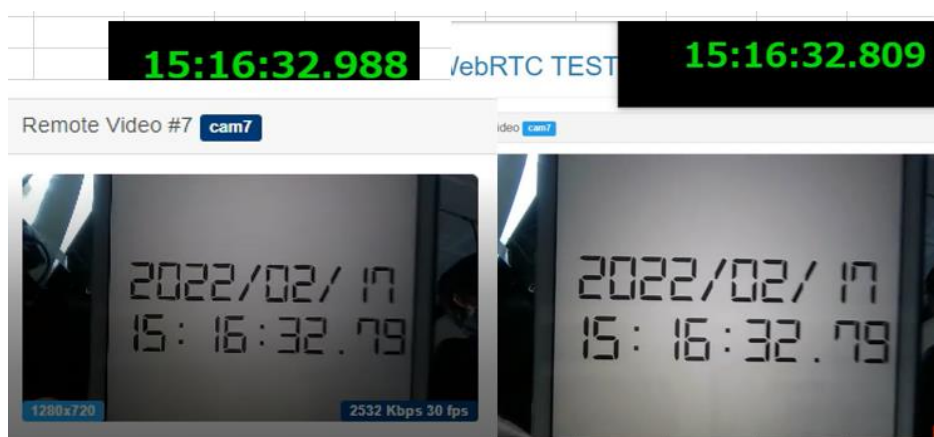 15:16:32.988
Remote Video #7 cam7
2022/02/17
15:16:32.79
1280x720
2532 Kbps 30 fps
WebRTC TEST
15:16:32.809
ideo cam7
2022/02/17
15:16:32.79